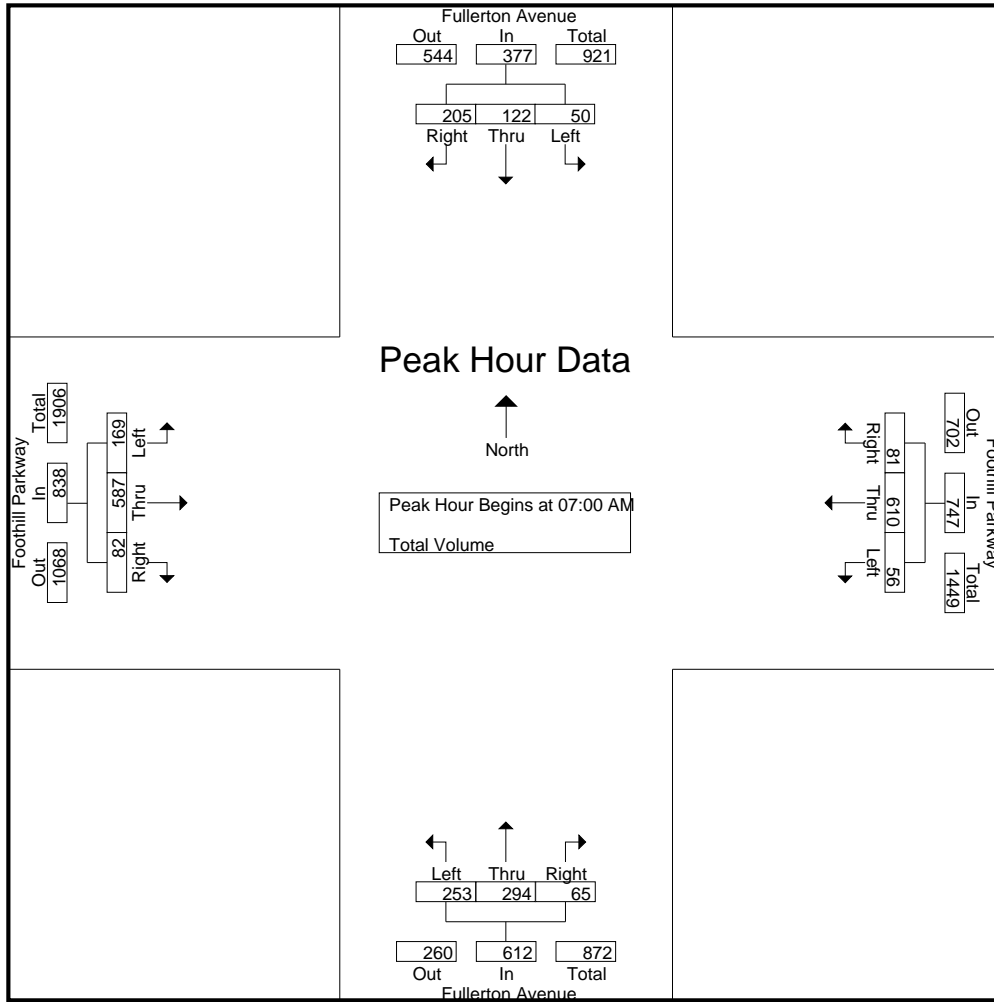 Fullerton Avenue
Out In Total
544 377 921
205 122 50
Right Thru Left
Peak Hour Data
North
Peak Hour Begins at 07:00 AM
Total Volume
Foothill Parkway
Out In Total
1068 838 1906
82 587 169
Right Thru Left
Foothill Parkway
Out In Total
702 747 1449
81 610 56
Right Thru Left
Left Thru Right
253 294 65
260 612 872
Out In Total
Fullerton Avenue